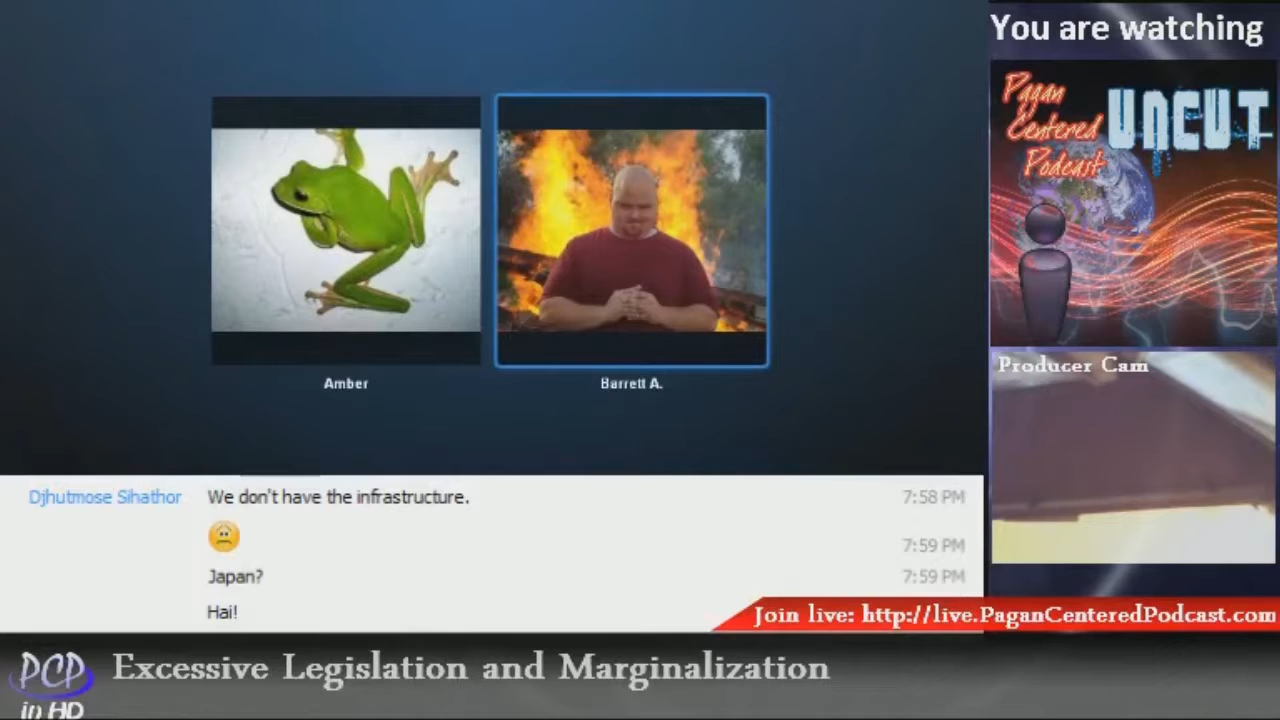 You are watching
Pagan
Centered
Podcast
UNCUT
Producer Cam
Amber
Barrett A.
Djhutmose Sihathor We don't have the infrastructure. 7:58 PM
7:59 PM
Japan? 7:59 PM
Hai!
Join live: http://live.PaganCenteredPodcast.com
PCP
in HD
Excessive Legislation and Marginalization